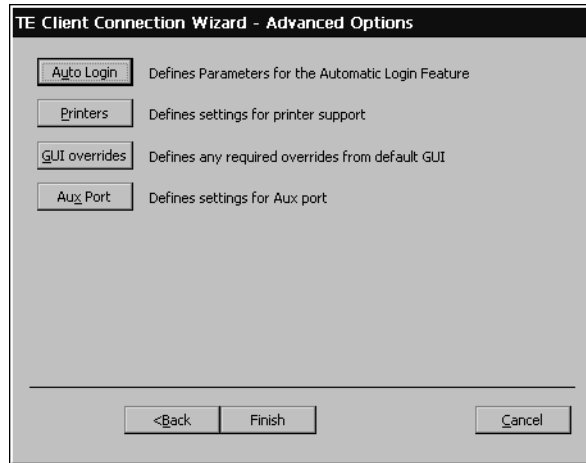 TE Client Connection Wizard - Advanced Options
Auto Login Defines Parameters for the Automatic Login Feature
Printers Defines settings for printer support
GUI overrides Defines any required overrides from default GUI
Aux Port Defines settings for Aux port
<Back Finish Cancel